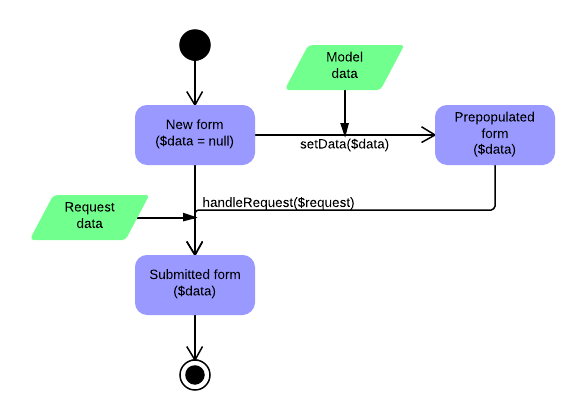 Model
data
New form
($data = null)
setData($data)
Prepopulated
form
($data)
Request
data
handleRequest($request)
Submitted form
($data)